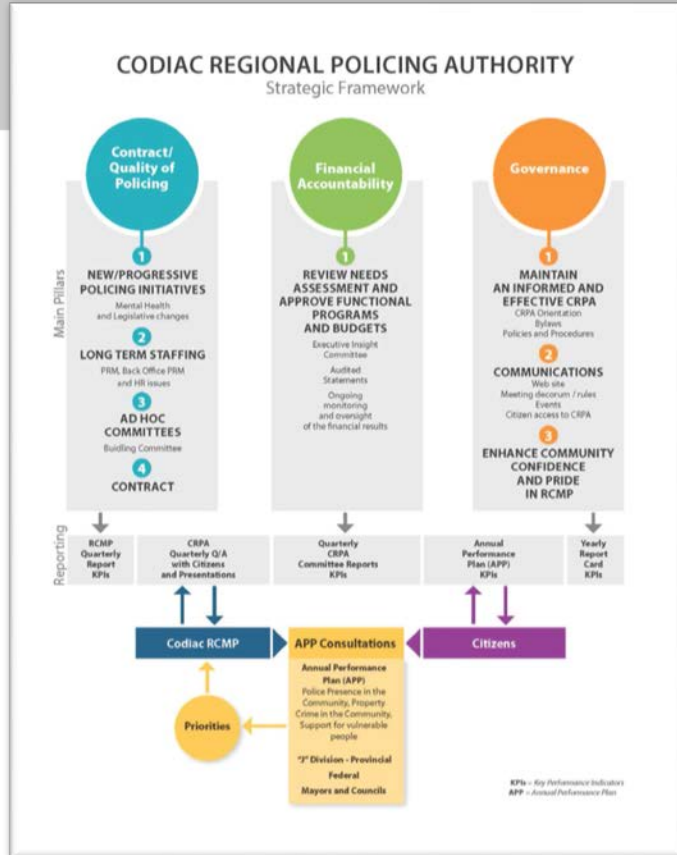 CODIAC REGIONAL POLICING AUTHORITY
Strategic Framework
Contract/
Quality of
Policing
Financial
Accountability
Governance
Main Pillars
1
NEW/PROGRESSIVE
POLICING INITIATIVES
Mental Health
and Legislative changes
2
LONG TERM STAFFING
PRM, Back Office PRM
and HR issues
3
AD HOC
COMMITTEES
Buidling Committee
4
CONTRACT
1
REVIEW NEEDS
ASSESSMENT AND
APPROVE FUNCTIONAL
PROGRAMS
AND BUDGETS
Executive Insight
Committee
Audited
Statements
Ongoing
monitoring
and oversight
of the financial results
1
MAINTAIN
AN INFORMED AND
EFFECTIVE CRPA
CRPA Orientation
Bylaws
Policies and Procedures
2
COMMUNICATIONS
Web site
Meeting decorum / rules
Events
Citizen access to CRPA
3
ENHANCE COMMUNITY
CONFIDENCE
AND PRIDE
IN RCMP
Reporting
RCMP
Quarterly
Report
KPIs
CRPA
Quarterly Q/A
with Citizens
and Presentations
Quarterly
CRPA
Committee Reports
KPIs
Annual
Performance
Plan (APP)
KPIs
Yearly
Report
Card
KPIs
Codiac RCMP
APP Consultations
Citizens
Annual Performance
Plan (APP)
Police Presence in the
Community, Property
Crime in the Community,
Support for vulnerable
people
"J" Division - Provincial
Federal
Mayors and Councils
Priorities
KPIs = Key Performance Indicators
APP = Annual Performance Plan